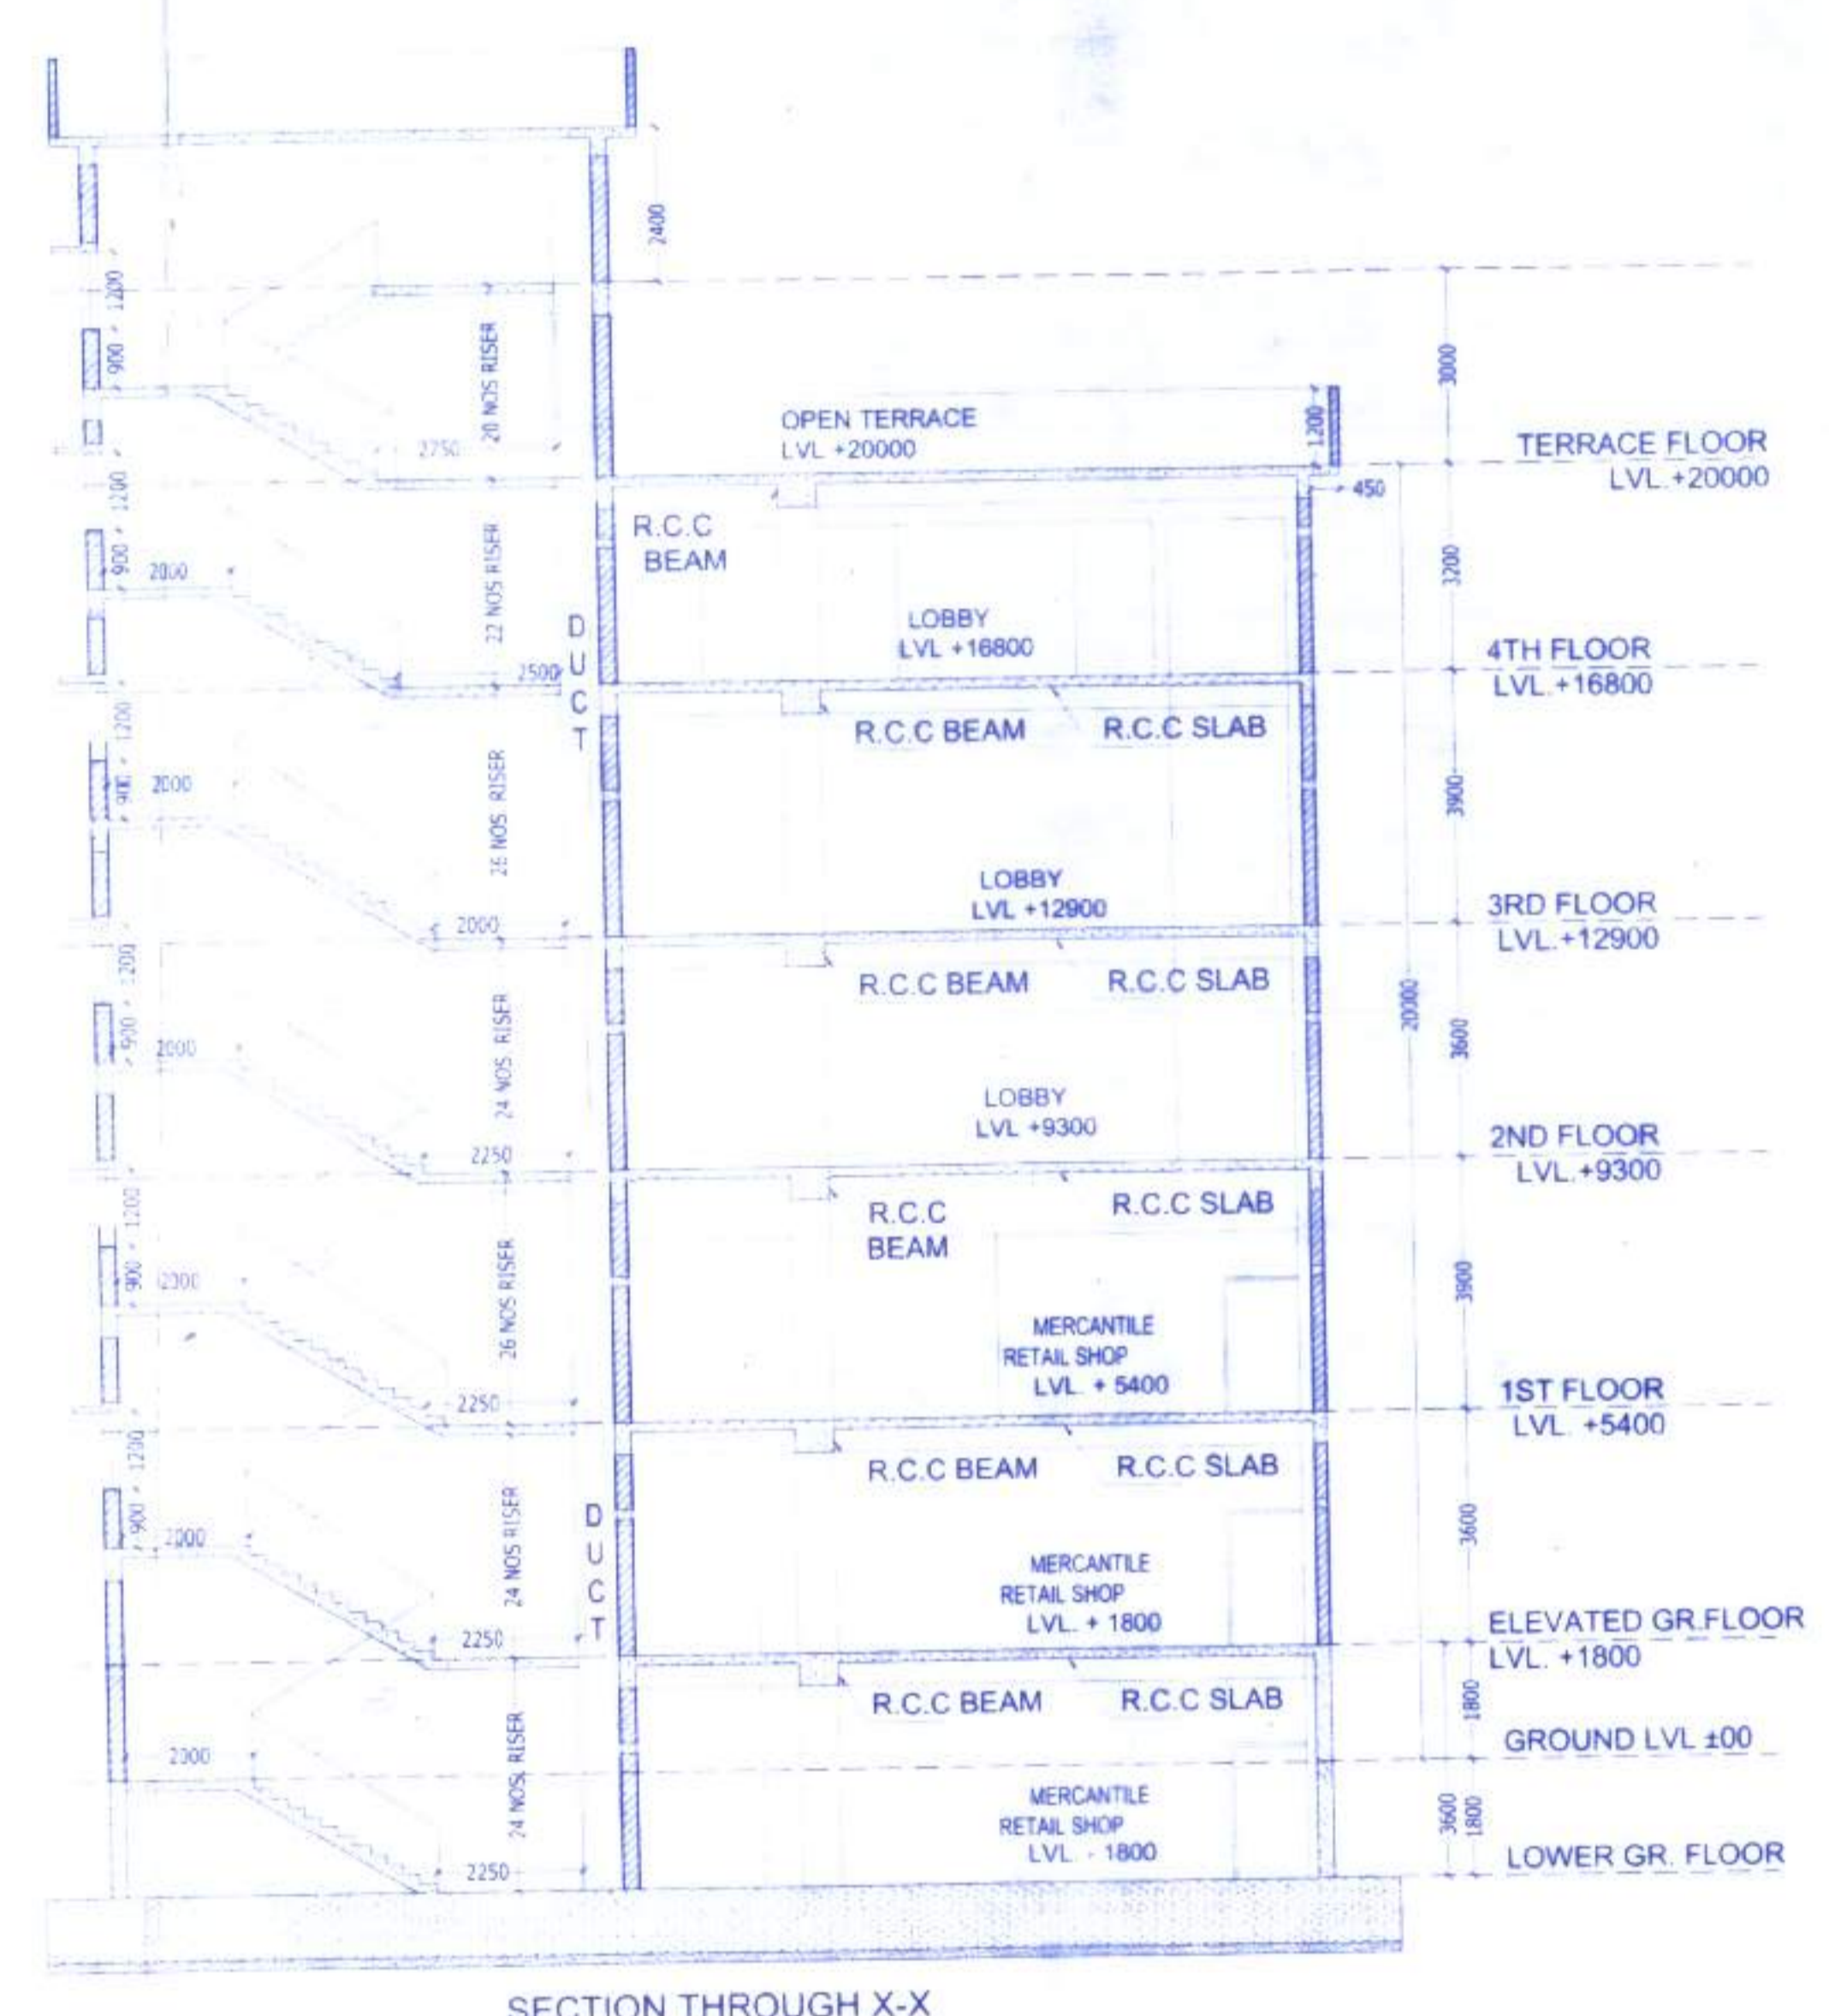 2400
1200
900
20 NOS RISER
3000
OPEN TERRACE
LVL +20000
1200
2750
TERRACE FLOOR
LVL.+20000
450
1200
R.C.C
BEAM
900
2000
22 NOS RISER
3200
LOBBY
LVL +16800
4TH FLOOR
LVL.+16800
2500
DUCT
1200
R.C.C BEAM
R.C.C SLAB
900
2000
NOS. RISER
3900
LOBBY
LVL +12900
3RD FLOOR
LVL.+12900
2000
1200
R.C.C BEAM
R.C.C SLAB
20000
900
2000
24 NOS. RISER
3600
LOBBY
LVL +9300
2ND FLOOR
LVL.+9300
2250
1200
R.C.C
BEAM
R.C.C SLAB
900
26 NOS RISER
3900
MERCANTILE
RETAIL SHOP
LVL. + 5400
1ST FLOOR
LVL. +5400
2250
1200
R.C.C BEAM
R.C.C SLAB
900
2000
24 NOS RISER
DUCT
3600
MERCANTILE
RETAIL SHOP
LVL. + 1800
ELEVATED GR.FLOOR
LVL. +1800
2250
R.C.C BEAM
R.C.C SLAB
1800
GROUND LVL ±00
2000
24 NOS. RISER
MERCANTILE
RETAIL SHOP
LVL - 1800
3600
1800
LOWER GR. FLOOR
2250
SECTION THROUGH X-X